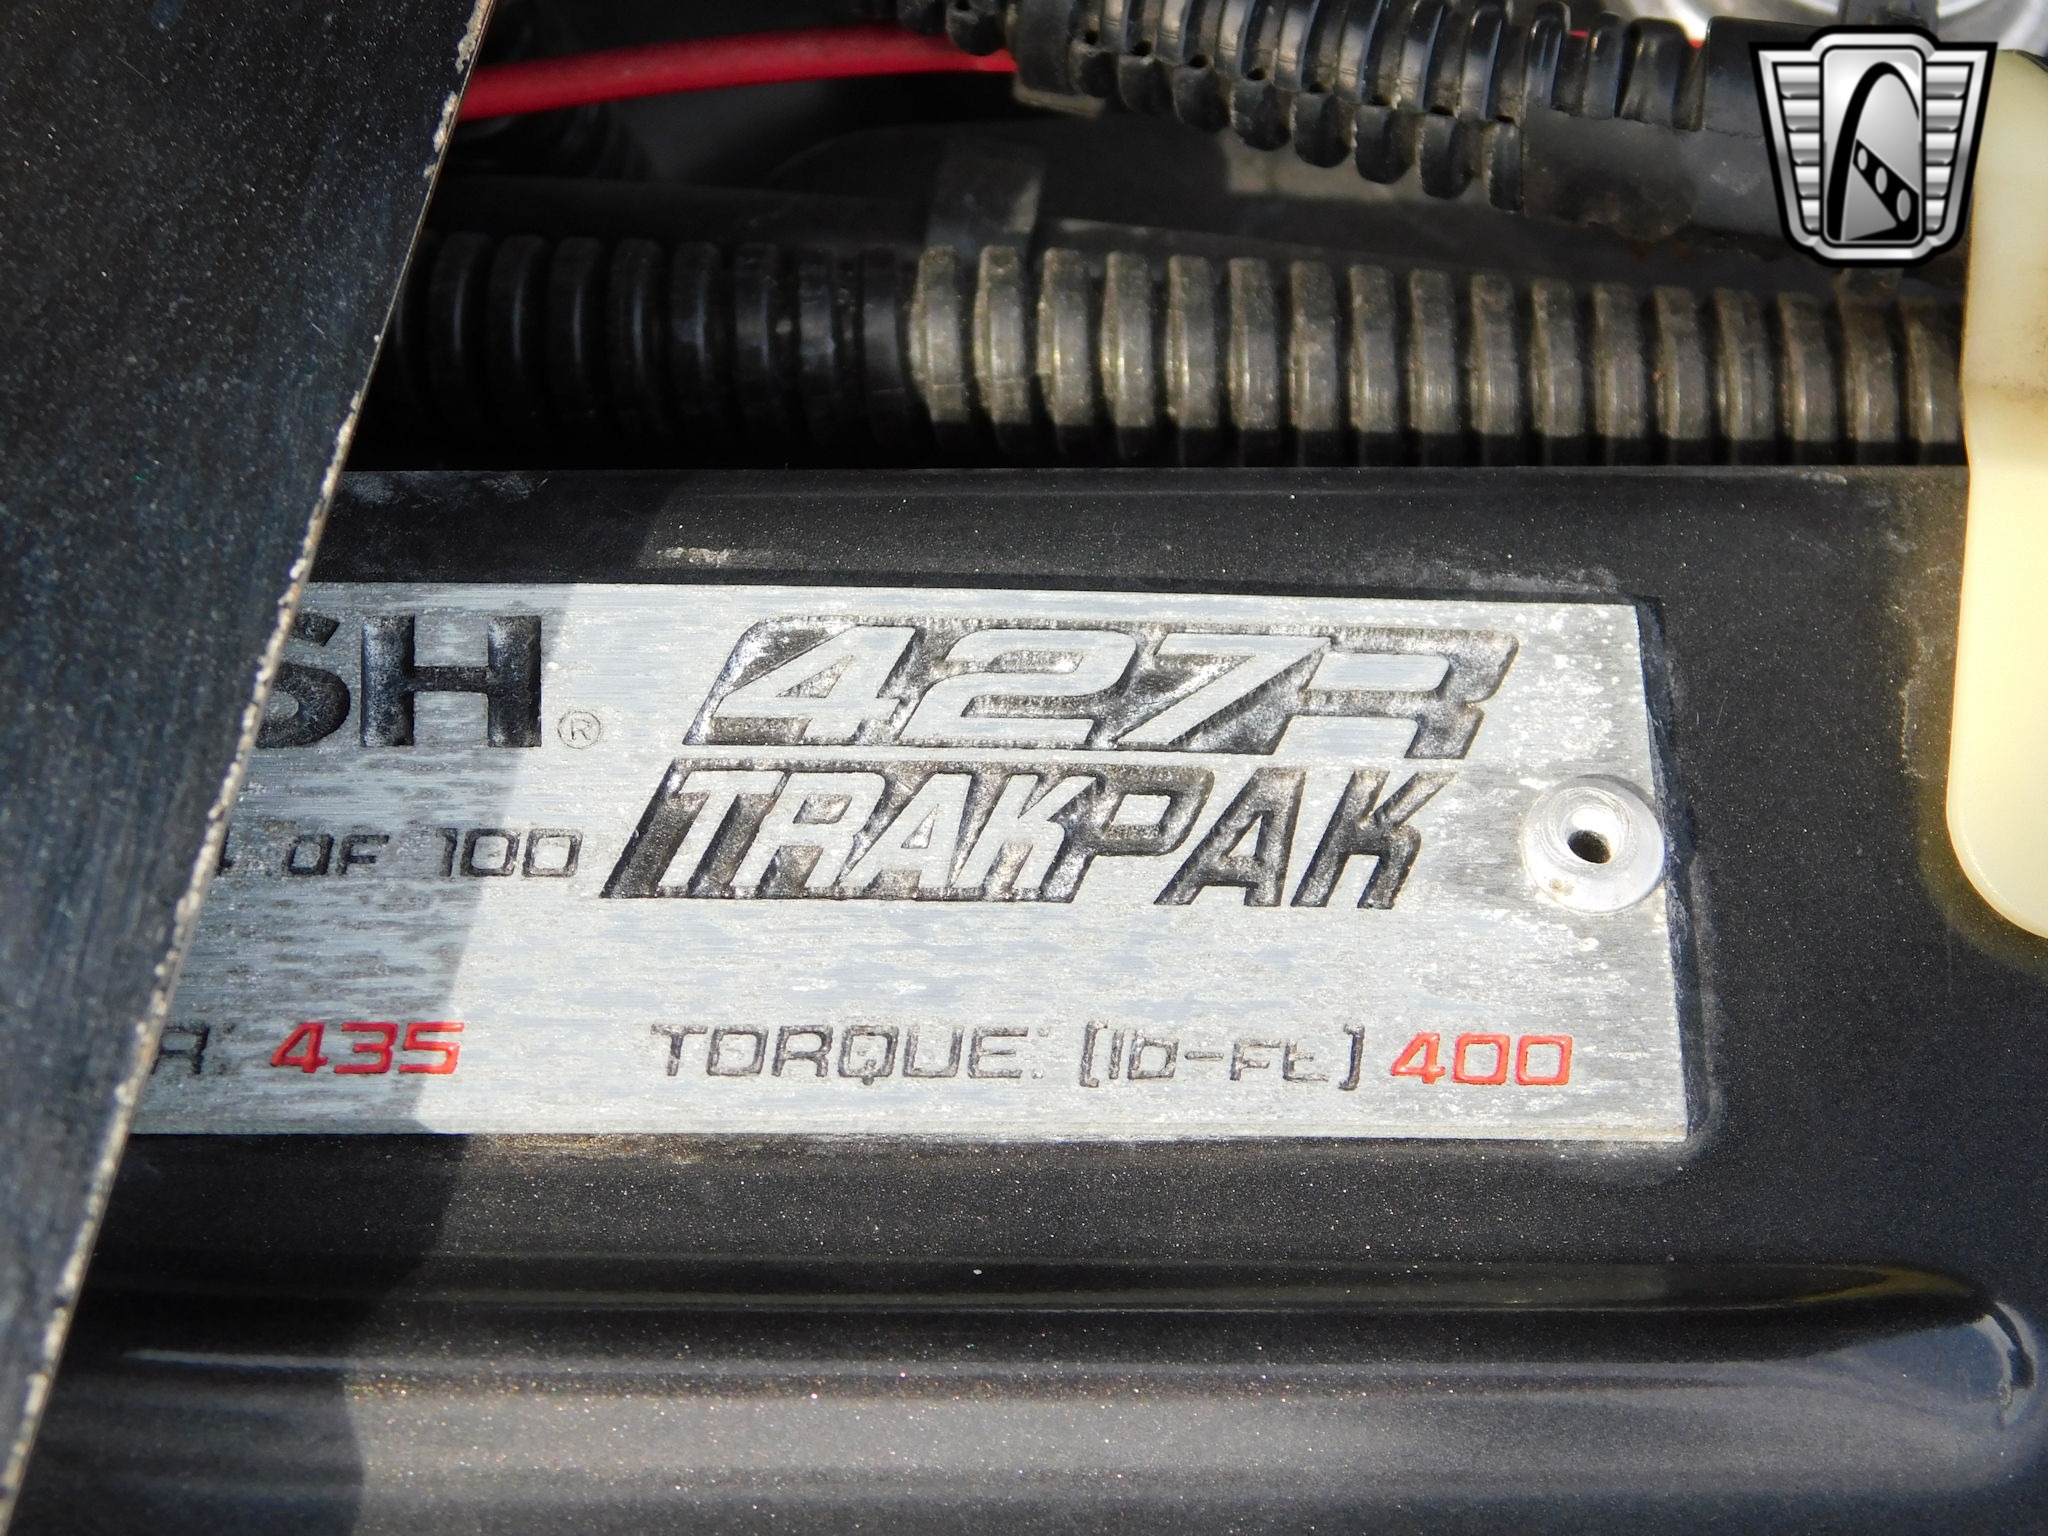 SH® 427R
TRAKPAK
OF 100
R: 435 TORQUE: (lb-Ft) 400